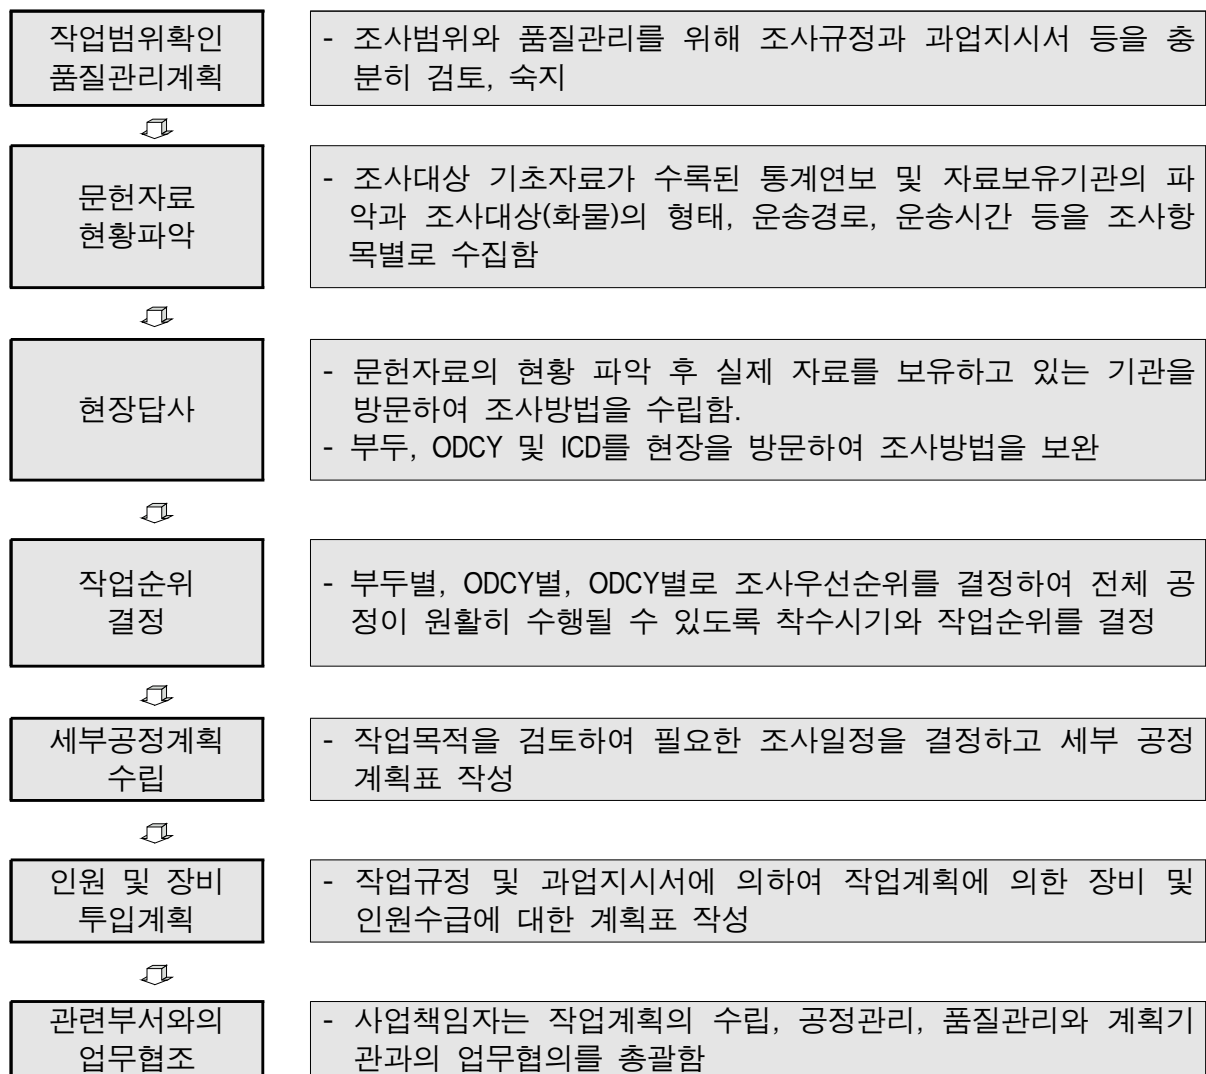 작업범위확인
품질관리계획
- 조사범위와 품질관리를 위해 조사규정과 과업지시서 등을 충
분히 검토, 숙지
문헌자료
현황파악
- 조사대상 기초자료가 수록된 통계연보 및 자료보유기관의 파
악과 조사대상(화물)의 형태, 운송경로, 운송시간 등을 조사항
목별로 수집함
현장답사
- 문헌자료의 현황 파악 후 실제 자료를 보유하고 있는 기관을
방문하여 조사방법을 수립함.
- 부두, ODCY 및 ICD를 현장을 방문하여 조사방법을 보완
작업순위
결정
- 부두별, ODCY별, ODCY별로 조사우선순위를 결정하여 전체 공
정이 원활히 수행될 수 있도록 착수시기와 작업순위를 결정
세부공정계획
수립
- 작업목적을 검토하여 필요한 조사일정을 결정하고 세부 공정
계획표 작성
인원 및 장비
투입계획
- 작업규정 및 과업지시서에 의하여 작업계획에 의한 장비 및
인원수급에 대한 계획표 작성
관련부서와의
업무협조
- 사업책임자는 작업계획의 수립, 공정관리, 품질관리와 계획기
관과의 업무협의를 총괄함